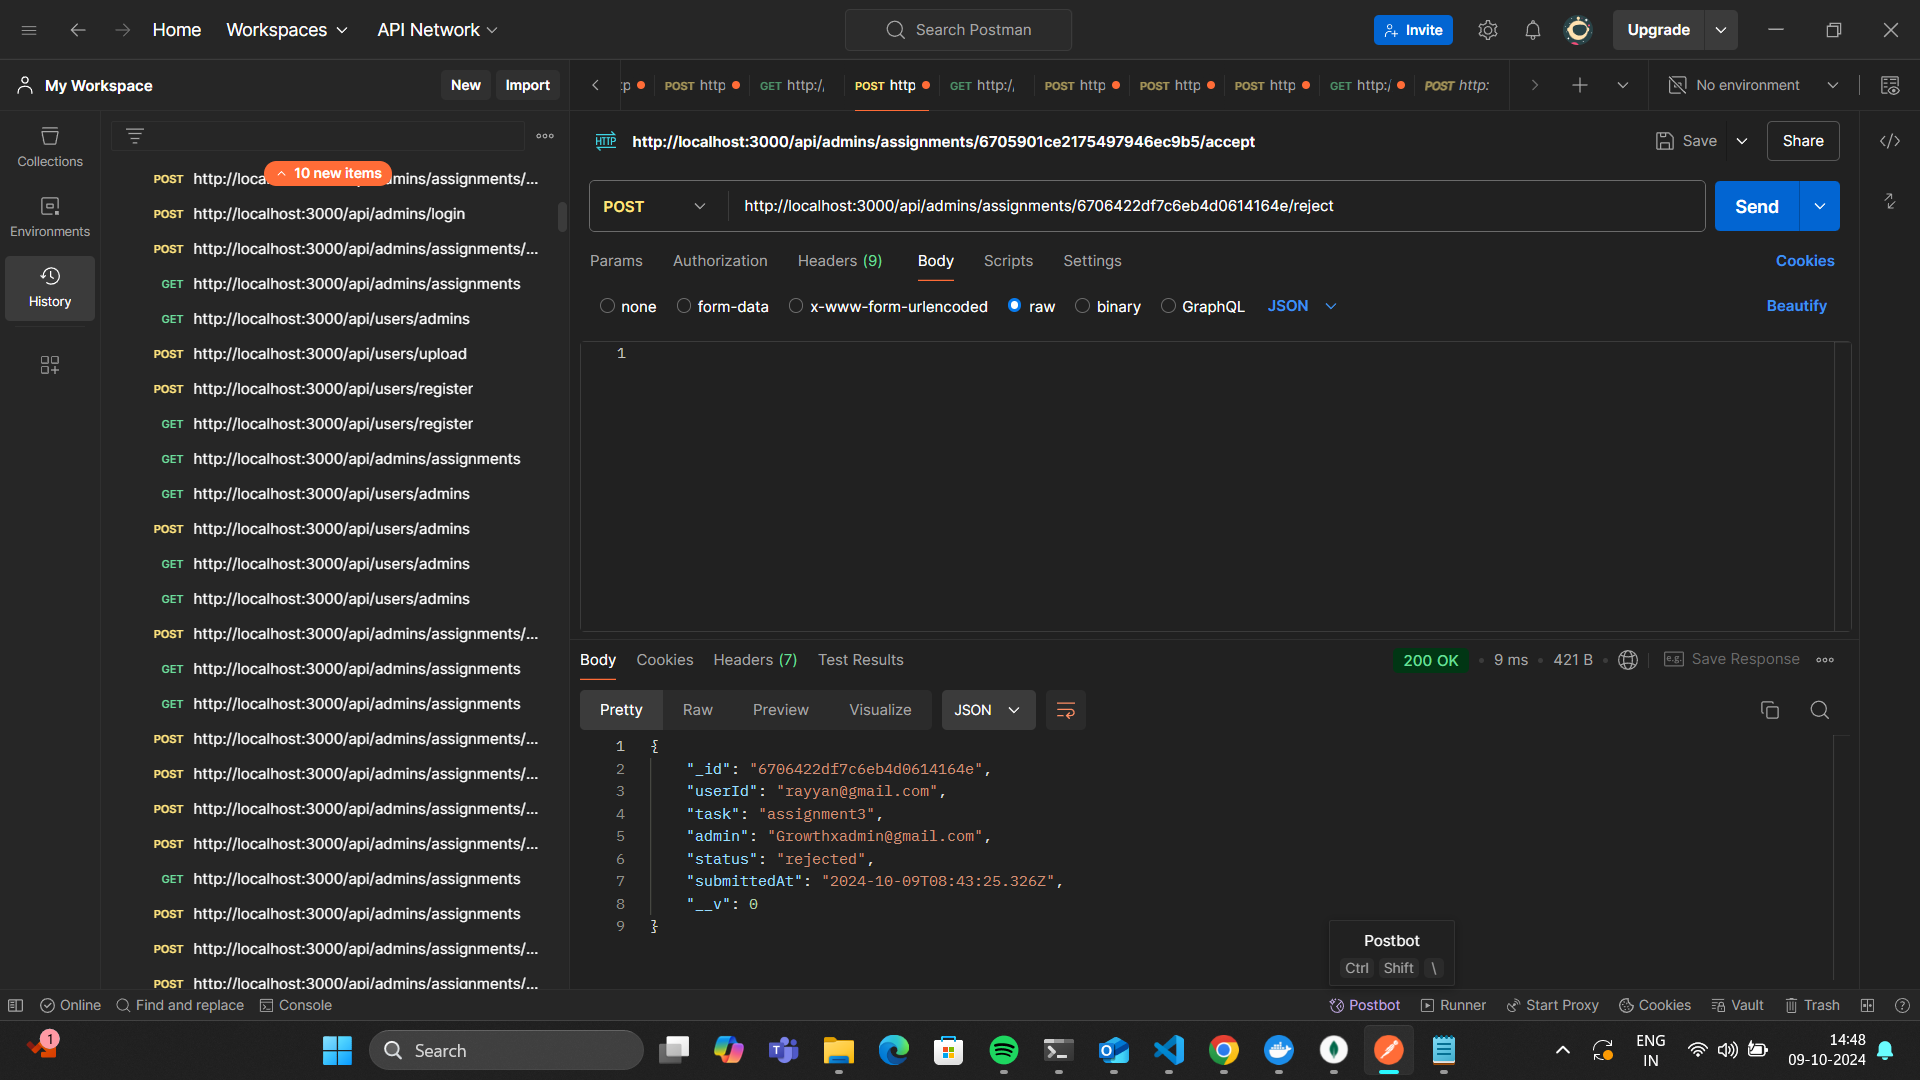 Home
Workspaces
API Network
Search Postman
Invite
Upgrade
My Workspace
New
Import
POST http
GET http:/
POST http
GET http:/
POST http
POST http
POST http
GET http:/
POST http:
No environment
Collections
Environments
History
10 new items
POST http://loca mins/assignments/...
POST http://localhost:3000/api/admins/login
POST http://localhost:3000/api/admins/assignments/...
GET http://localhost:3000/api/admins/assignments
GET http://localhost:3000/api/users/admins
POST http://localhost:3000/api/users/upload
POST http://localhost:3000/api/users/register
GET http://localhost:3000/api/users/register
GET http://localhost:3000/api/admins/assignments
GET http://localhost:3000/api/users/admins
POST http://localhost:3000/api/users/admins
GET http://localhost:3000/api/users/admins
GET http://localhost:3000/api/users/admins
POST http://localhost:3000/api/admins/assignments/...
GET http://localhost:3000/api/admins/assignments
GET http://localhost:3000/api/admins/assignments
POST http://localhost:3000/api/admins/assignments/...
POST http://localhost:3000/api/admins/assignments/...
POST http://localhost:3000/api/admins/assignments/...
POST http://localhost:3000/api/admins/assignments/...
GET http://localhost:3000/api/admins/assignments
POST http://localhost:3000/api/admins/assignments
POST http://localhost:3000/api/admins/assignments/...
POST http://localhost:3000/api/admins/assignments/...
HTTP http://localhost:3000/api/admins/assignments/6705901ce2175497946ec9b5/accept
Save
Share
POST
http://localhost:3000/api/admins/assignments/6706422df7c6eb4d0614164e/reject
Send
Params
Authorization
Headers (9)
Body
Scripts
Settings
Cookies
none
form-data
x-www-form-urlencoded
raw
binary
GraphQL
JSON
Beautify
1
Body
Cookies
Headers (7)
Test Results
200 OK
9 ms
421 B
e.g. Save Response
Pretty
Raw
Preview
Visualize
JSON
1 {
2 "_id": "6706422df7c6eb4d0614164e",
3 "userId": "rayyan@gmail.com",
4 "task": "assignment3",
5 "admin": "Growthxadmin@gmail.com",
6 "status": "rejected",
7 "submittedAt": "2024-10-09T08:43:25.326Z",
8 "__v": 0
9 }
Postbot
Ctrl Shift \
Online
Find and replace
Console
Postbot
Runner
Start Proxy
Cookies
Vault
Trash
1
Search
ENG
IN
14:48
09-10-2024